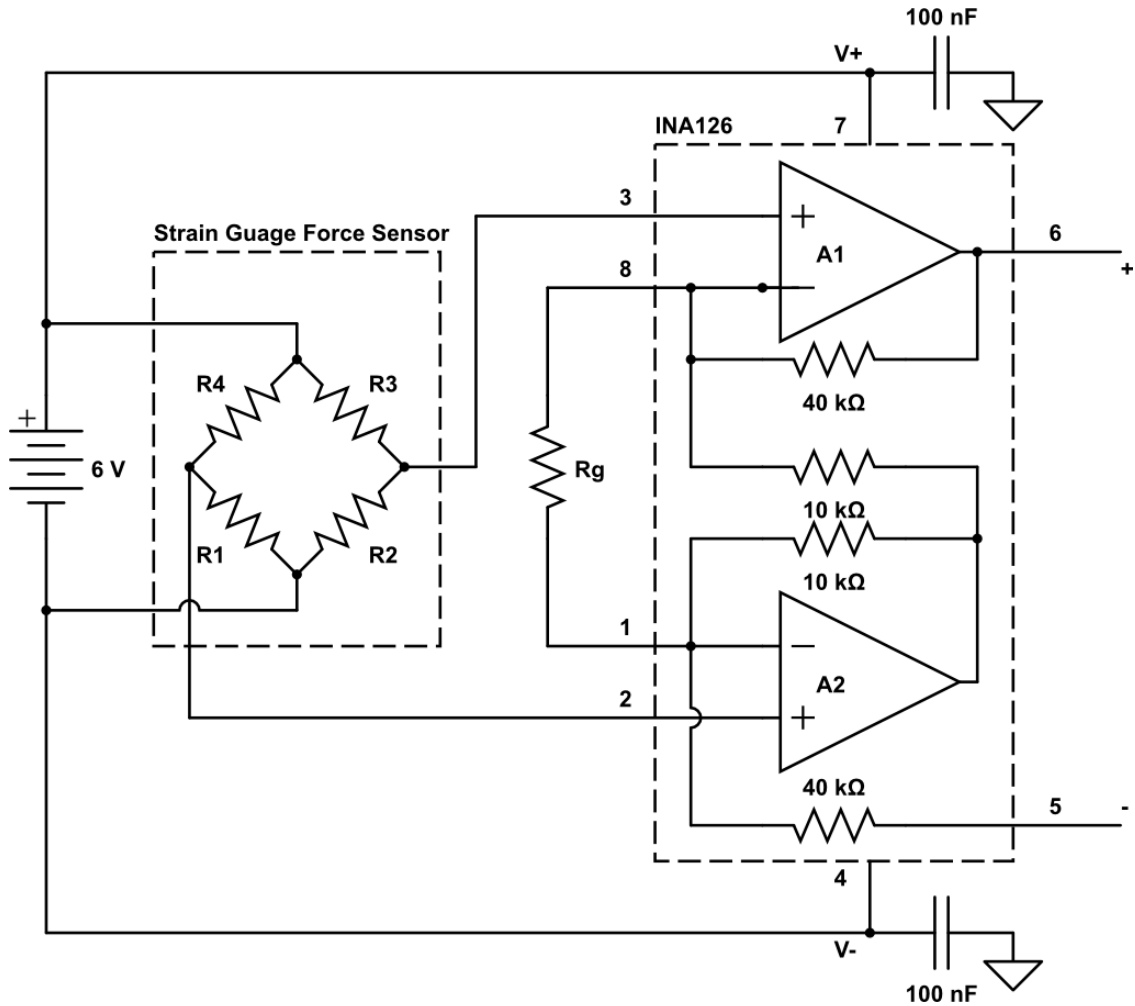 100 nF
V+
INA126
7
3
+
A1
6
+
Strain Guage Force Sensor
8
−
R4
R3
40 kΩ
+
6 V
Rg
10 kΩ
R1
R2
10 kΩ
1
−
A2
2
+
40 kΩ
5
-
4
V-
100 nF